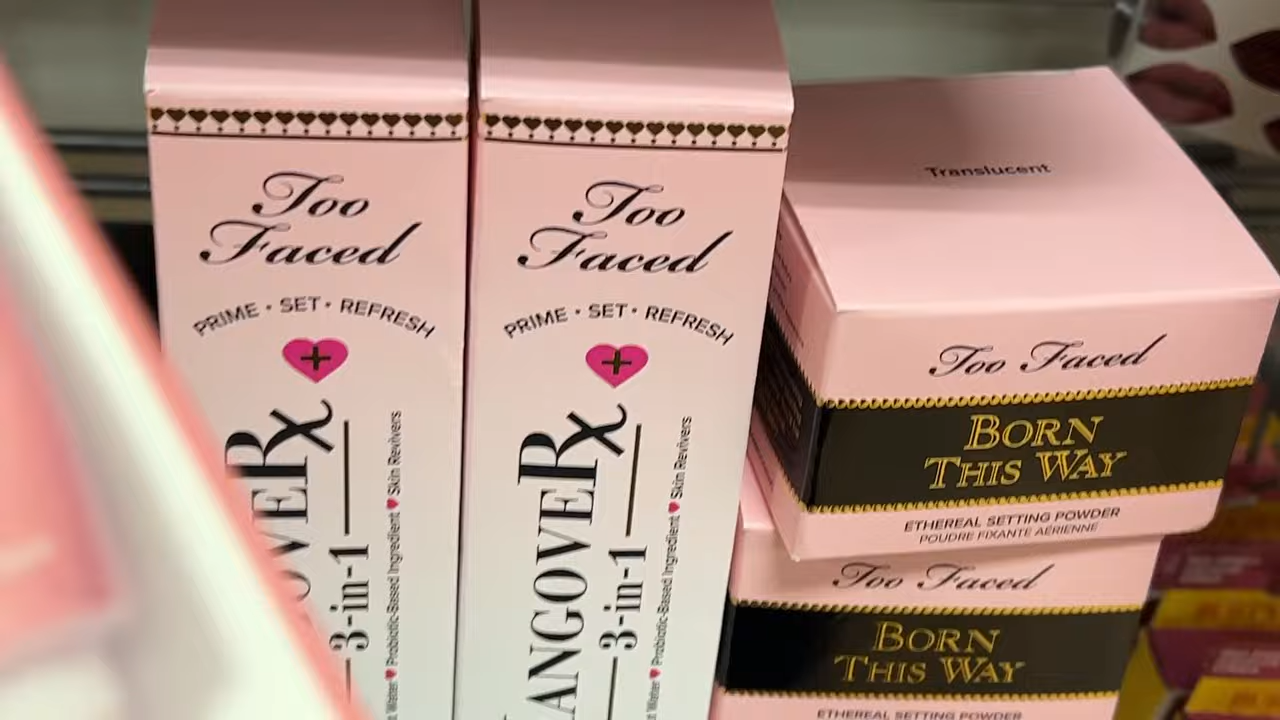 Too
Faced
PRIME • SET • REFRESH
+
3-in-1
Probiotic-Based Ingredient ♥ Skin Revivers
Too
Faced
PRIME • SET • REFRESH
+
ANGOVERX
3-in-1
Water ♥ Probiotic-Based Ingredient ♥ Skin Revivers
Translucent
Too Faced
BORN
THIS WAY
ETHEREAL SETTING POWDER
POUDRE FIXANTE AÉRIENNE
Too Faced
BORN
THIS WAY
ETHEREAL SETTING POWDER